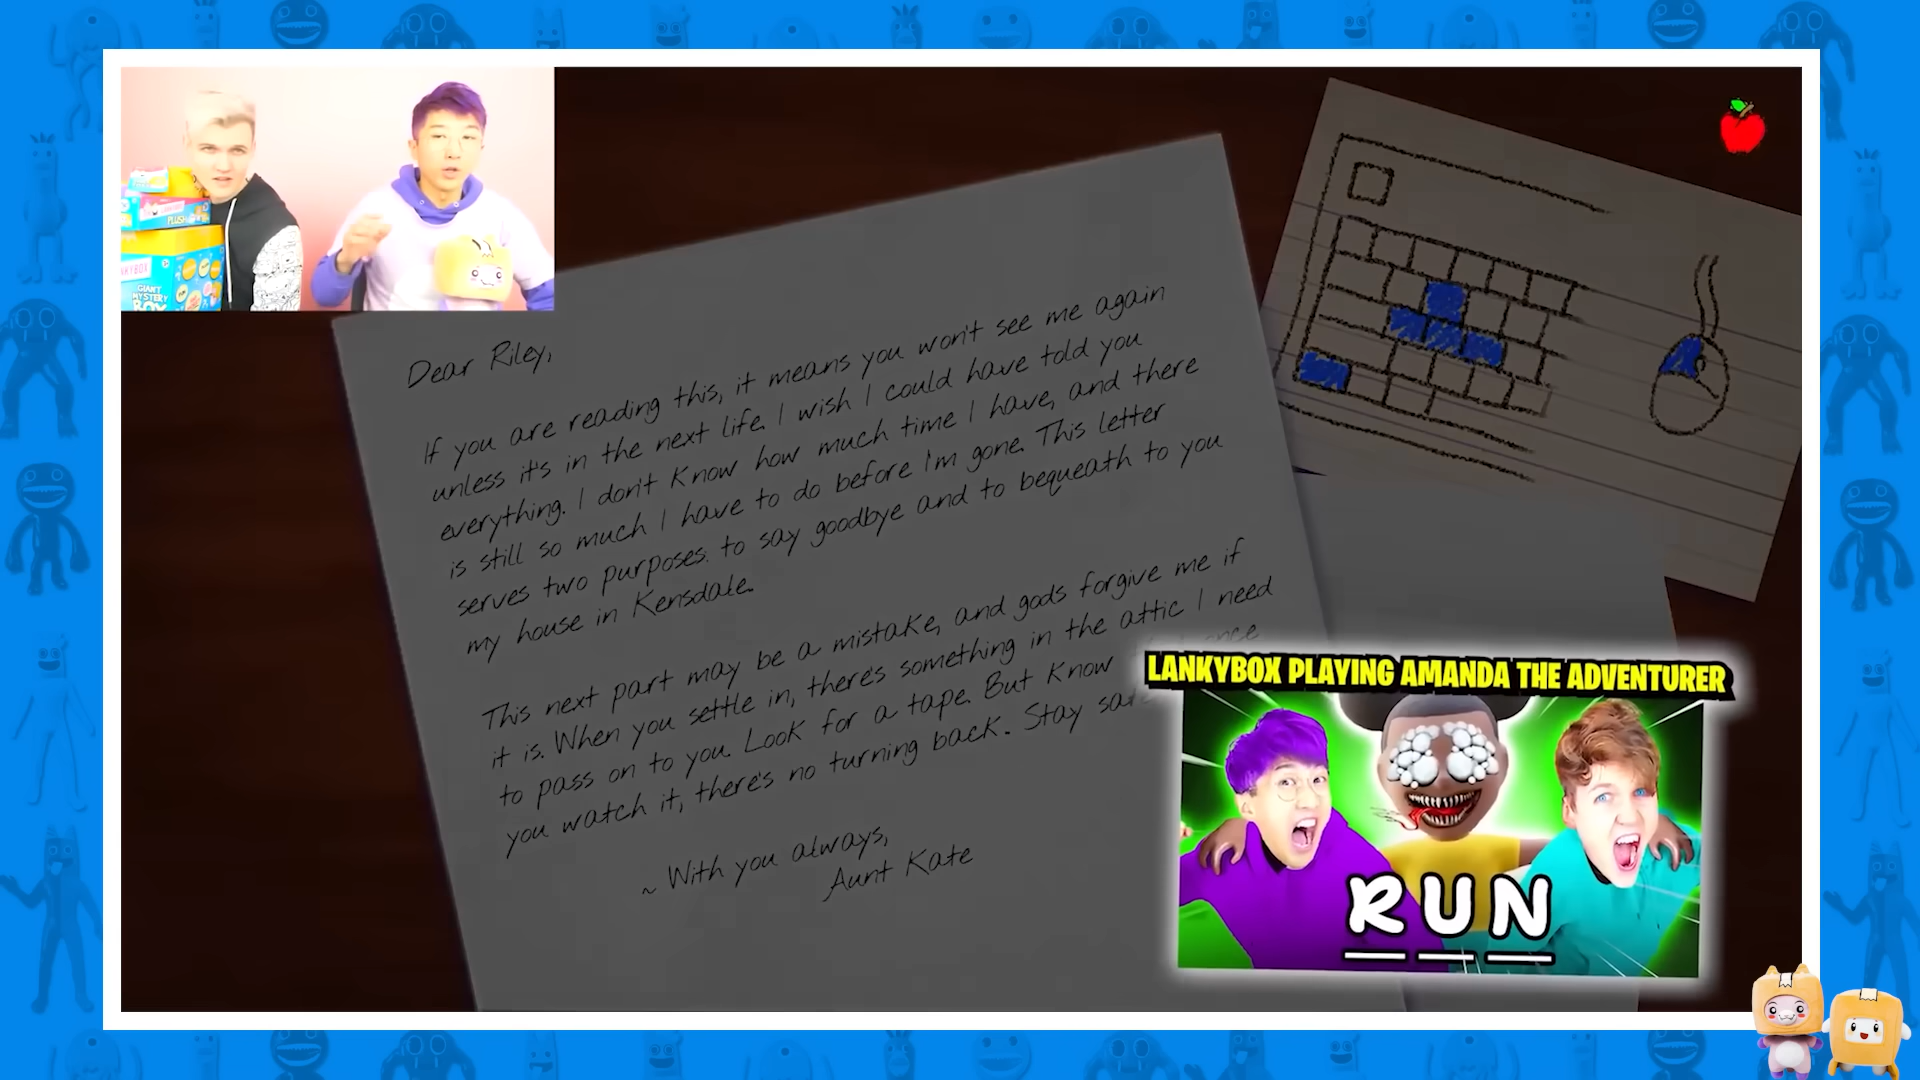 Dear Riley,
If you are reading this, it means you won't see me again
unless it's in the next life. I wish I could have told you
everything. I don't know how much time I have, and there
is still so much I have to do before I'm gone. This letter
serves two purposes: to say goodbye and to bequeath to you
my house in Kensdale.
This next part may be a mistake, and gods forgive me if
it is. When you settle in, there's something in the attic I need
to pass on to you. Look for a tape. But know
you watch it, there's no turning back. Stay
~ With you always,
Aunt Kate
LANKYBOX PLAYING AMANDA THE ADVENTURER
RUN
GIANT
MYSTERY
BOX
PLUSH